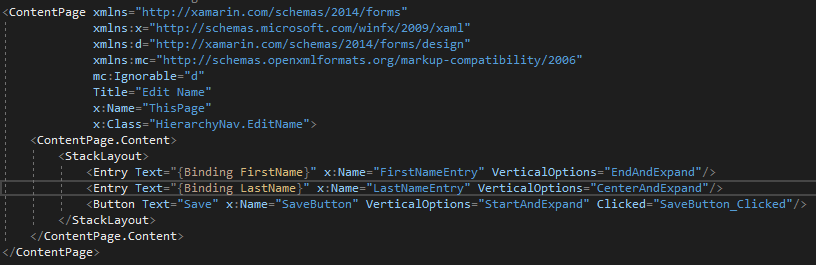 <ContentPage xmlns="http://xamarin.com/schemas/2014/forms"
xmlns:x="http://schemas.microsoft.com/winfx/2009/xaml"
xmlns:d="http://xamarin.com/schemas/2014/forms/design"
xmlns:mc="http://schemas.openxmlformats.org/markup-compatibility/2006"
mc:Ignorable="d"
Title="Edit Name"
x:Name="ThisPage"
x:Class="HierarchyNav.EditName">
<ContentPage.Content>
<StackLayout>
<Entry Text="{Binding FirstName}" x:Name="FirstNameEntry" VerticalOptions="EndAndExpand"/>
<Entry Text="{Binding LastName}" x:Name="LastNameEntry" VerticalOptions="CenterAndExpand"/>
<Button Text="Save" x:Name="SaveButton" VerticalOptions="StartAndExpand" Clicked="SaveButton_Clicked"/>
</StackLayout>
</ContentPage.Content>
</ContentPage>